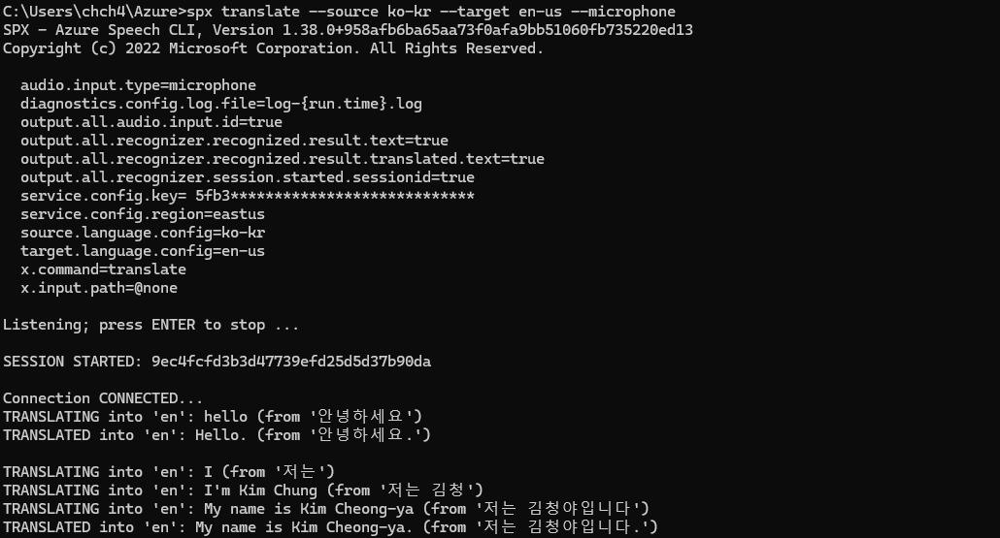 C:\Users\chch4\Azure>spx translate --source ko-kr --target en-us --microphone
SPX - Azure Speech CLI, Version 1.38.0+958afb6ba65aa73f0afa9bb51060fb735220ed13
Copyright (c) 2022 Microsoft Corporation. All Rights Reserved.
audio.input.type=microphone
diagnostics.config.log.file=log-{run.time}.log
output.all.audio.input.id=true
output.all.recognizer.recognized.result.text=true
output.all.recognizer.recognized.result.translated.text=true
output.all.recognizer.session.started.sessionid=true
service.config.key= 5fb3****************************
service.config.region=eastus
source.language.config=ko-kr
target.language.config=en-us
x.command=translate
x.input.path=@none
Listening; press ENTER to stop ...
SESSION STARTED: 9ec4fcfd3b3d47739efd25d5d37b90da
Connection CONNECTED...
TRANSLATING into 'en': hello (from '안녕하세요')
TRANSLATED into 'en': Hello. (from '안녕하세요.')
TRANSLATING into 'en': I (from '저는')
TRANSLATING into 'en': I'm Kim Chung (from '저는 김청')
TRANSLATING into 'en': My name is Kim Cheong-ya (from '저는 김청야입니다')
TRANSLATED into 'en': My name is Kim Cheong-ya. (from '저는 김청야입니다.')